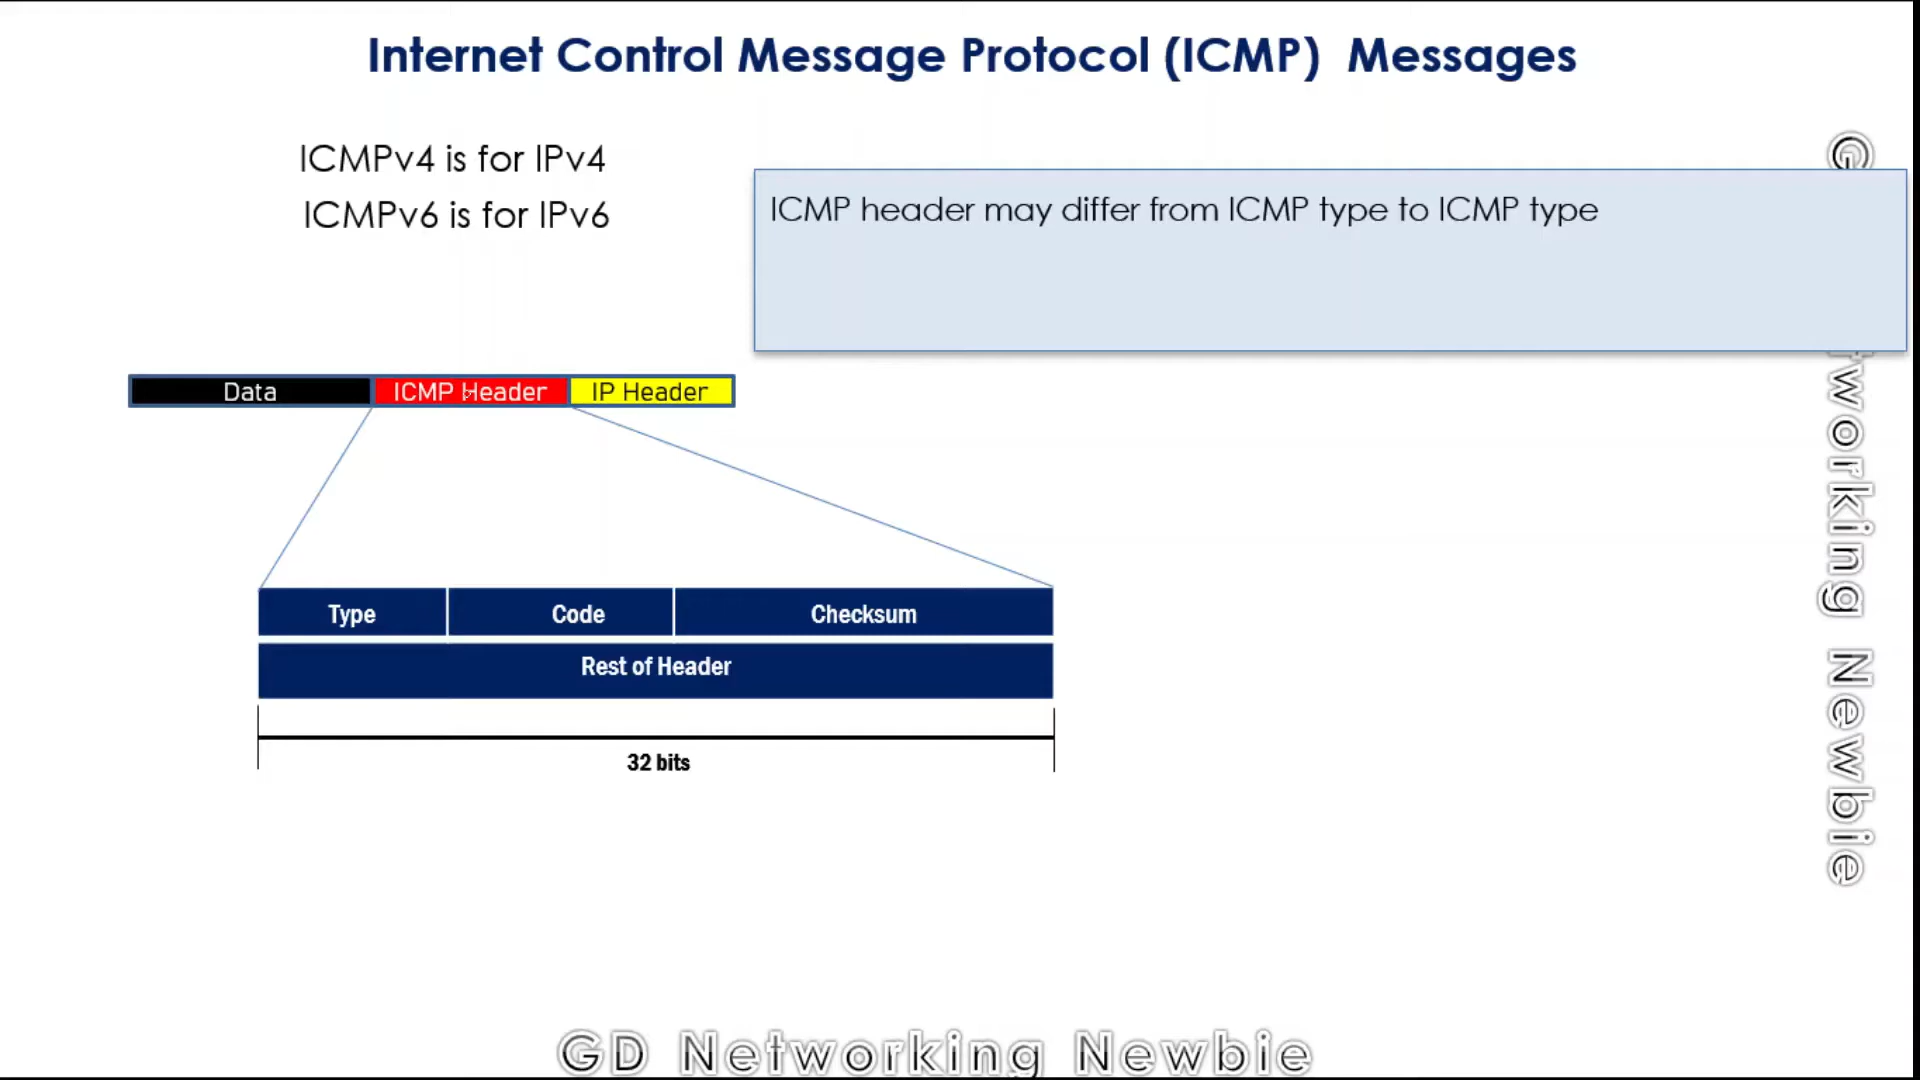 Internet Control Message Protocol (ICMP) Messages
ICMPv4 is for IPv4
ICMPv6 is for IPv6
ICMP header may differ from ICMP type to ICMP type
Data ICMP Header IP Header
Type Code Checksum
Rest of Header
32 bits
Newbie
GD Networking Newbie